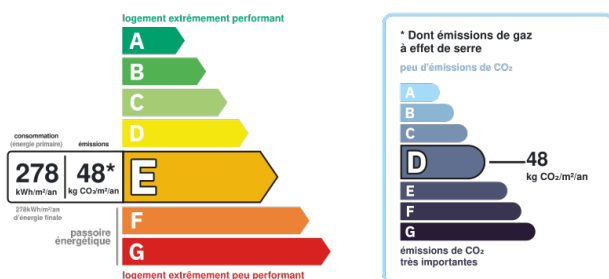 logement extrêmement performant
A
B
C
D
consommation
(énergie primaire)
émissions
278
kWh/m²/an
48*
kg CO₂/m²/an
E
278kWh/m²/an
d'énergie finale
passoire
énergétique
F
G
logement extrêmement peu performant
* Dont émissions de gaz
à effet de serre
peu d'émissions de CO₂
A
B
C
D
48
kg CO₂/m²/an
E
F
G
émissions de CO₂
très importantes